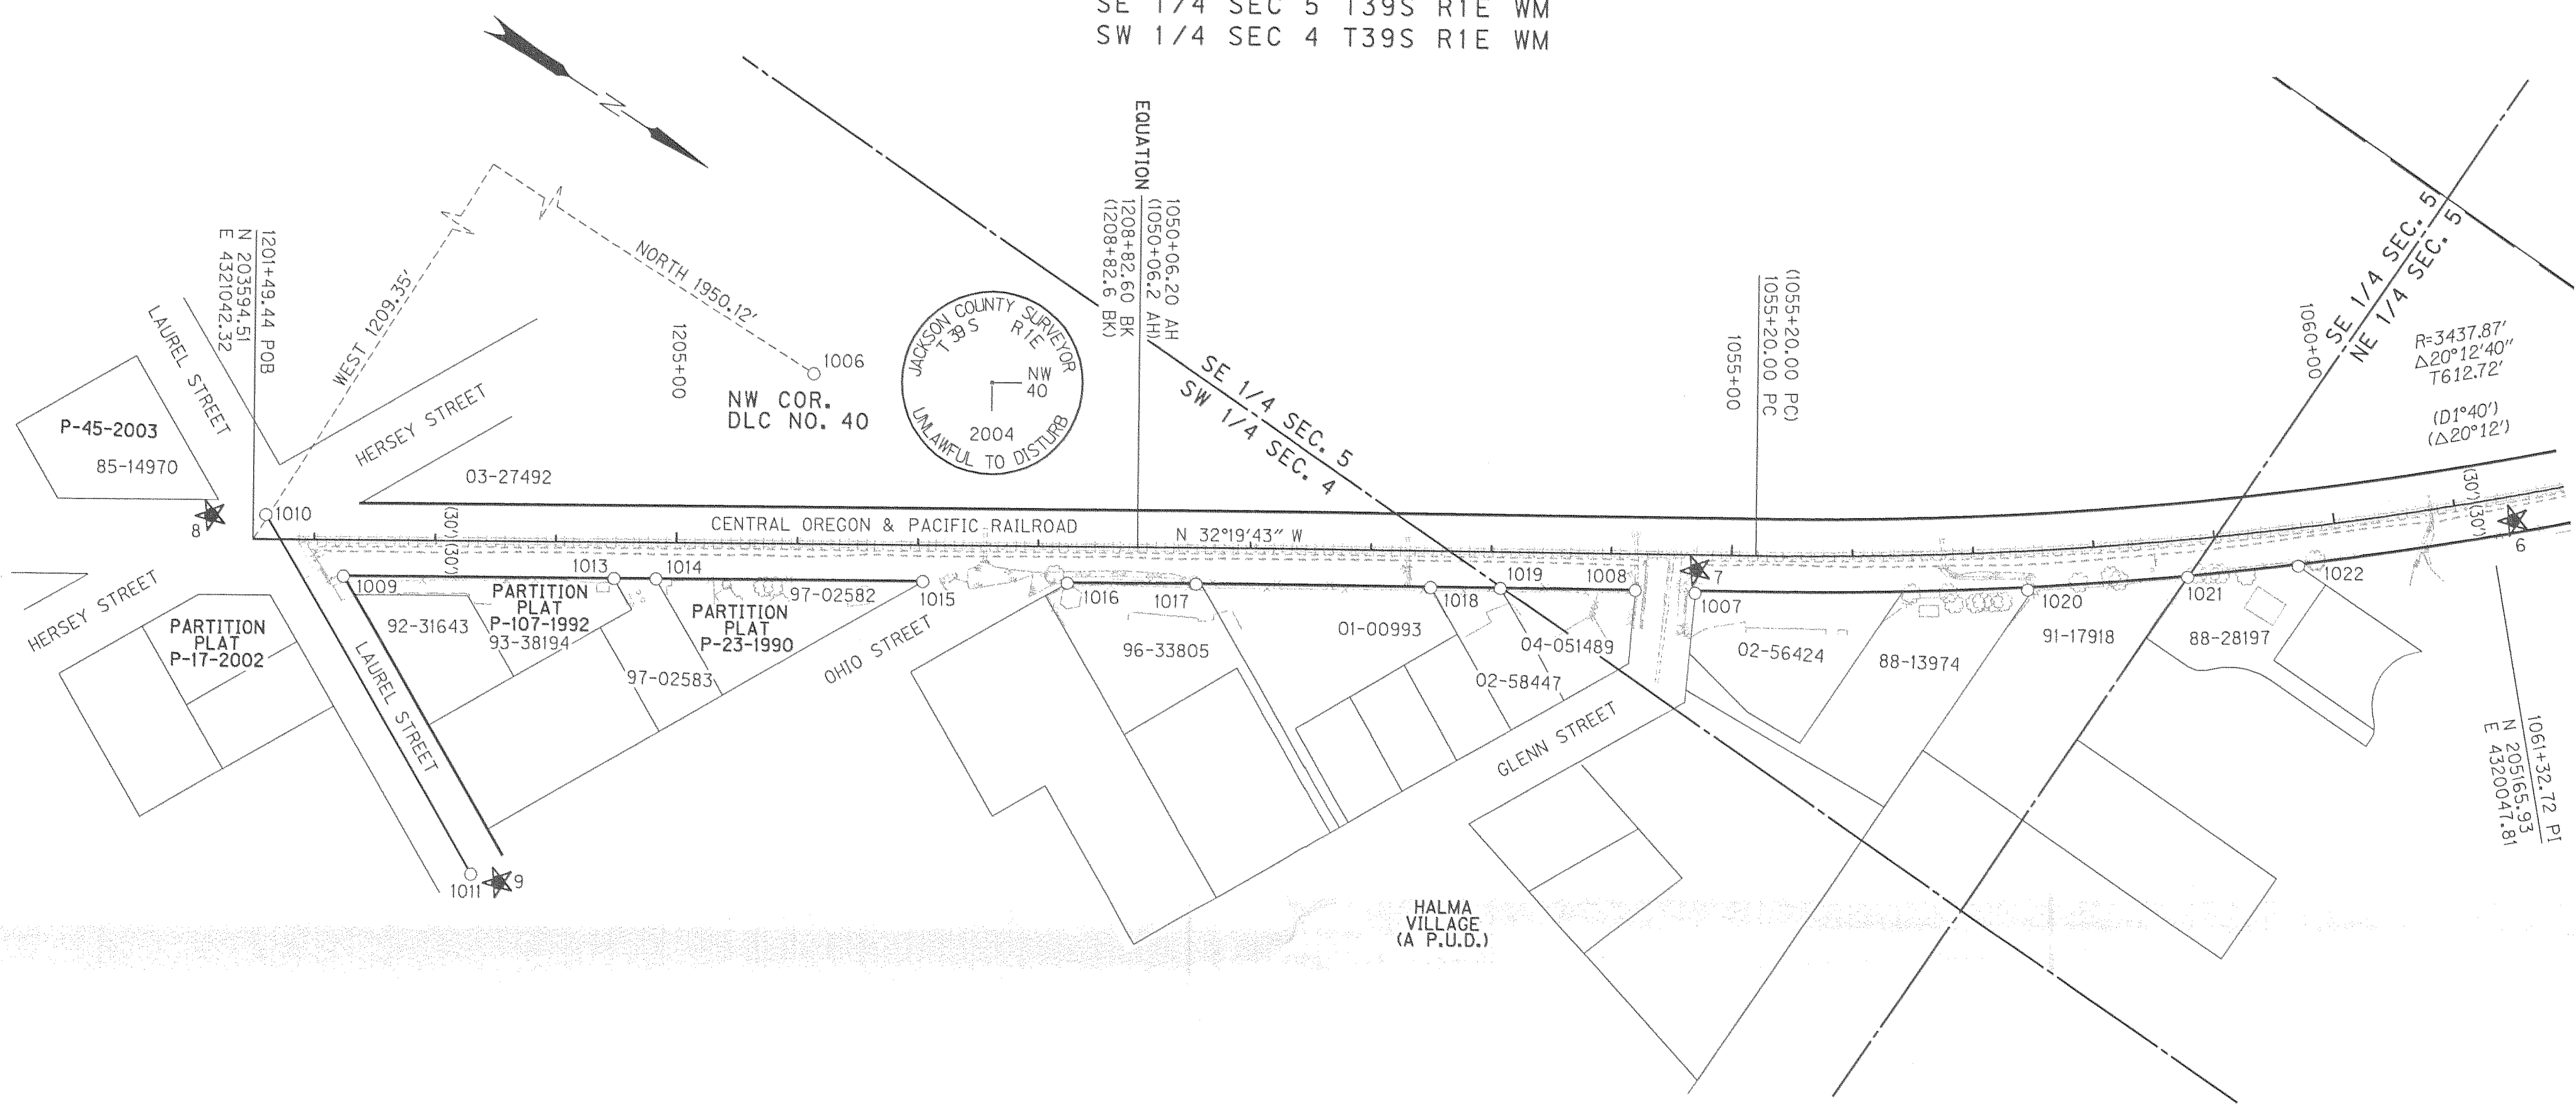 SE 1/4 SEC 5 T39S R1E WM
SW 1/4 SEC 4 T39S R1E WM
N
1201+49.44 POB
N 203594.51
E 4321042.32
WEST 1209.35'
NORTH 1950.12'
1006
NW COR.
DLC NO. 40
1205+00
JACKSON COUNTY SURVEYOR
T 39 S R1E
NW
40
2004
UNLAWFUL TO DISTURB
EQUATION
1050+06.20 AH
(1050+06.2 AH)
1208+82.60 BK
(1208+82.6 BK)
SE 1/4 SEC. 5
SW 1/4 SEC. 4
(1055+20.00 PC)
1055+20.00 PC
1055+00
SE 1/4 SEC. 5
NE 1/4 SEC. 5
1060+00
R=3437.87'
Δ20°12'40"
T612.72'
(D1°40')
(Δ20°12')
LAUREL STREET
HERSEY STREET
P-45-2003
85-14970
03-27492
8
1010
(30')(30')
CENTRAL OREGON & PACIFIC RAILROAD
N 32°19'43" W
(30')(30')
6
1009
1013
1014
1015
1016
1017
1018
1019
1008
7
1007
1020
1021
1022
HERSEY STREET
PARTITION
PLAT
P-17-2002
LAUREL STREET
92-31643
PARTITION
PLAT
P-107-1992
93-38194
97-02583
PARTITION
PLAT
P-23-1990
97-02582
OHIO STREET
96-33805
01-00993
02-58447
04-051489
GLENN STREET
02-56424
88-13974
91-17918
88-28197
1061+32.72 PI
N 205165.93
E 4320047.81
1011
9
HALMA
VILLAGE
(A P.U.D.)